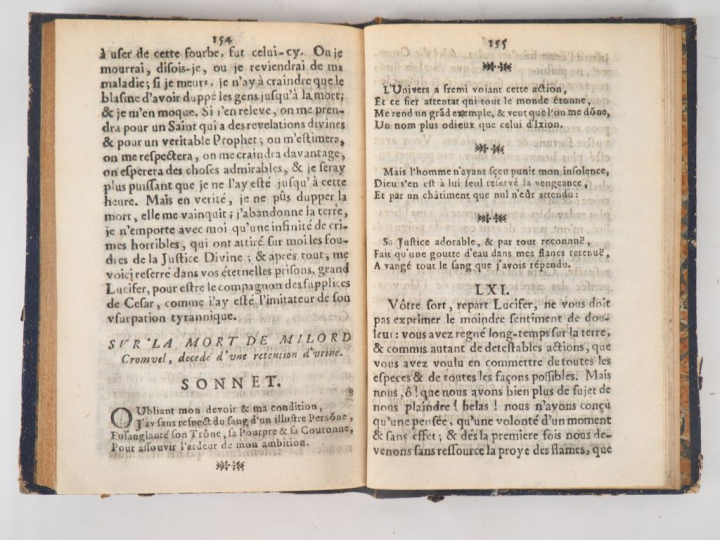 154
à uſer de cette fourbe, fut celui-cy. Ou je
mourrai, diſois-je, ou je reviendrai de ma
maladie; ſi je meurs, je n'ay à craindre que le
blaſme d'avoir duppé les gens juſqu'à la mort;
& je m'en moque. Si j'en releve, on me pren-
dra pour un Saint qui a des revelations divines
& pour un veritable Prophet; on m'eſtimera,
on me reſpectera, on me craindra davantage,
on eſperera des choſes admirables, & je ſeray
plus puiſſant que je ne l'ay eſté juſqu'à cette
heure. Mais en verité, je ne pûs dupper la
mort, elle me vainquit; j'abandonne la terre,
je n'emporte avec moi qu'une infinité de cri-
mes horribles, qui ont attiré ſur moi les fou-
dres de la Juſtice Divine; & après tout, me
voici reſerré dans vos éternelles priſons, grand
Lucifer, pour eſtre le compagnon des ſupplices
de Ceſar, comme i'ay eſté l'imitateur de ſon
vſurpation tyrannique.
SVR LA MORT DE MILORD
Cromvel, decedé d'vne retention d'vrine.
SONNET.
OUbliant mon devoir & ma condition,
J'ay ſans reſpect du ſang d'un illuſtre Perſõne,
Enſanglanté ſon Trône, ſa Pourpre & ſa Couronne,
Pour aſſouvir l'ardeur de mon ambition.
155
L'Univers a fremi voiant cette action,
Et ce fier attentat qui tout le monde étonne,
Me rend un grãd exemple, & veut que l'on me dõne,
Un nom plus odieux que celui d'Ixion.
Mais l'homme n'ayant ſçeu punir mon inſolence,
Dieu s'en eſt à lui ſeul reſervé la vengeance,
Et par un châtiment que nul n'eût attendu:
Sa Juſtice adorable, & par tout reconnuë,
Fait qu'une goutte d'eau dans mes flancs retenuë,
A vangé tout le ſang que j'avois répendu.
LXI.
Vôtre ſort, repart Lucifer, ne vous doit
pas exprimer le moindre ſentiment de dou-
leur: vous avez regné long-temps ſur la terre,
& commis autant de deteſtables actions, que
vous avez voulu en commettre de toutes les
eſpeces & de toutes les façons poſſibles. Mais
nous, ô! que nous avons bien plus de ſujet de
nous plaindre! helas! nous n'avons conçu
qu'une penſée, qu'une volonté d'un moment
& ſans effet; & dés la premiere fois nous de-
venons ſans reſſource la proye des flames, que